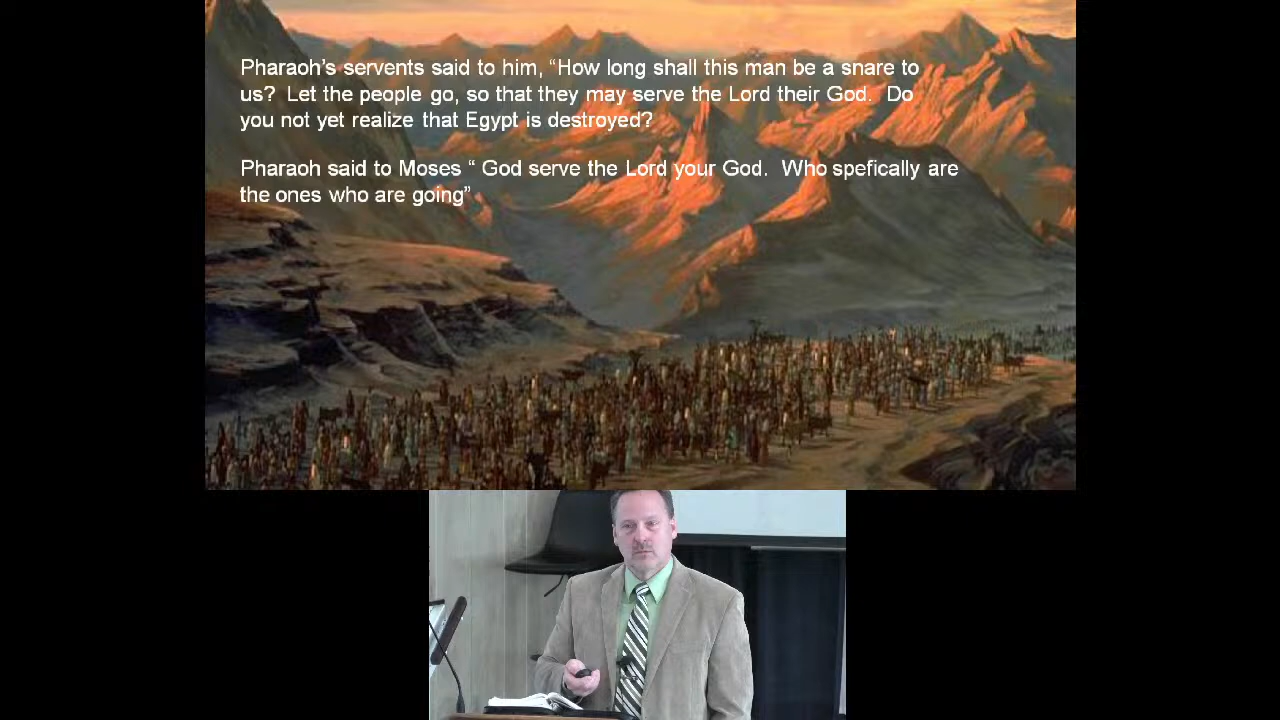 Pharaoh's servents said to him, “How long shall this man be a snare to
us?  Let the people go, so that they may serve the Lord their God.  Do
you not yet realize that Egypt is destroyed?
Pharaoh said to Moses “ God serve the Lord your God.  Who spefically are
the ones who are going”